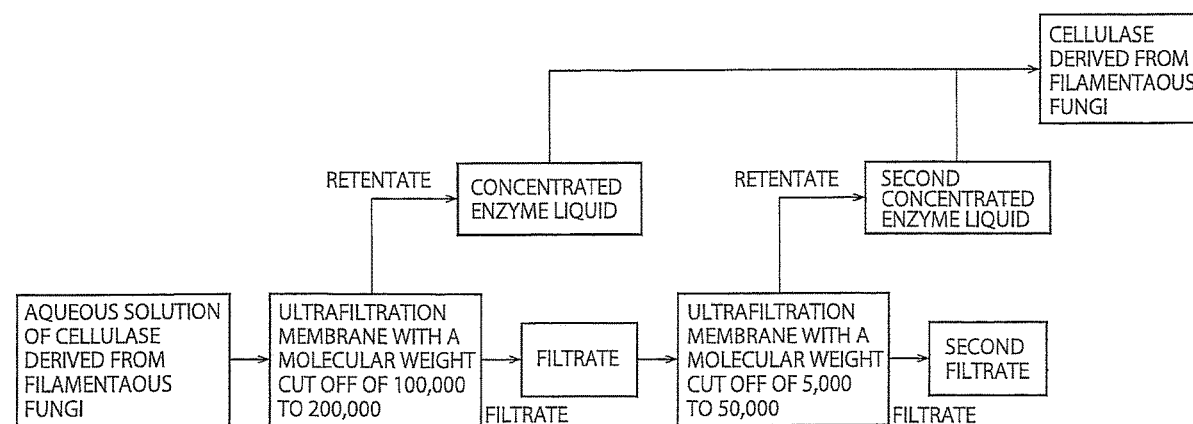 CELLULASE
DERIVED FROM
FILAMENTAOUS
FUNGI
RETENTATE
CONCENTRATED
ENZYME LIQUID
RETENTATE
SECOND
CONCENTRATED
ENZYME LIQUID
AQUEOUS SOLUTION
OF CELLULASE
DERIVED FROM
FILAMENTAOUS
FUNGI
ULTRAFILTRATION
MEMBRANE WITH A
MOLECULAR WEIGHT
CUT OFF OF 100,000
TO 200,000
FILTRATE
FILTRATE
ULTRAFILTRATION
MEMBRANE WITH A
MOLECULAR WEIGHT
CUT OFF OF 5,000
TO 50,000
SECOND
FILTRATE
FILTRATE